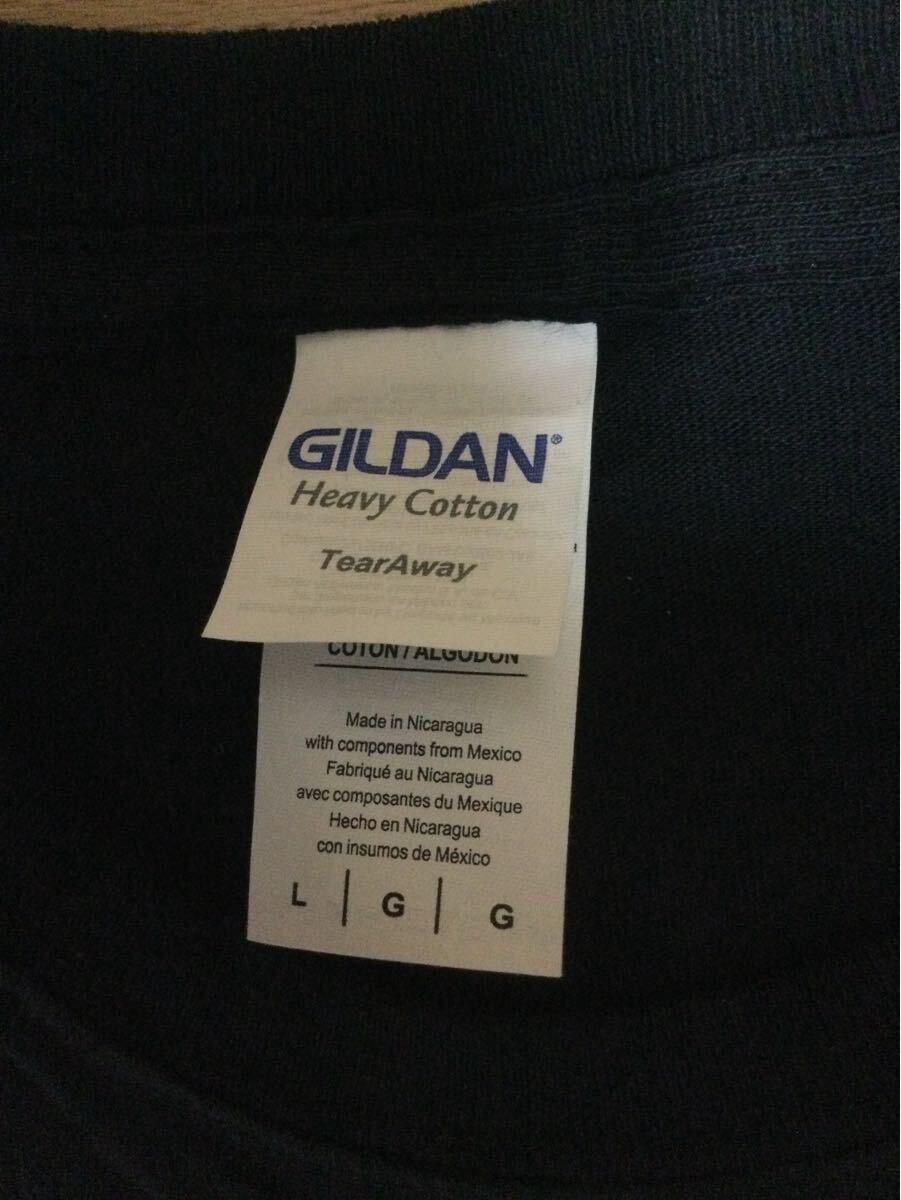 GILDAN®
Heavy Cotton
TearAway
COTON / ALGODON
Made in Nicaragua
with components from Mexico
Fabriqué au Nicaragua
avec composantes du Mexique
Hecho en Nicaragua
con insumos de México
L | G | G